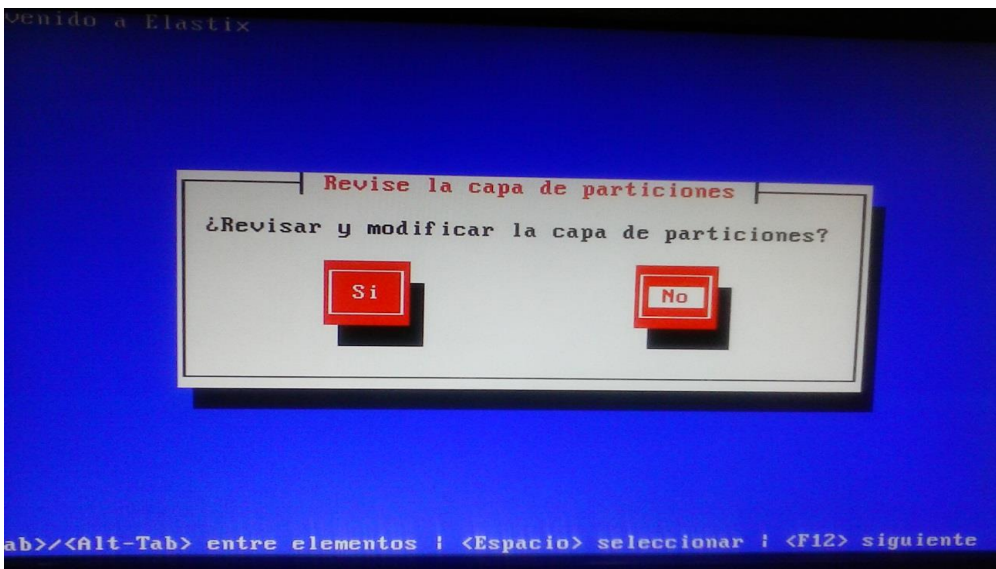 venido a Elastix
Revise la capa de particiones
¿Revisar y modificar la capa de particiones?
Si
No
ab>/<Alt-Tab> entre elementos | <Espacio> seleccionar | <F12> siguiente